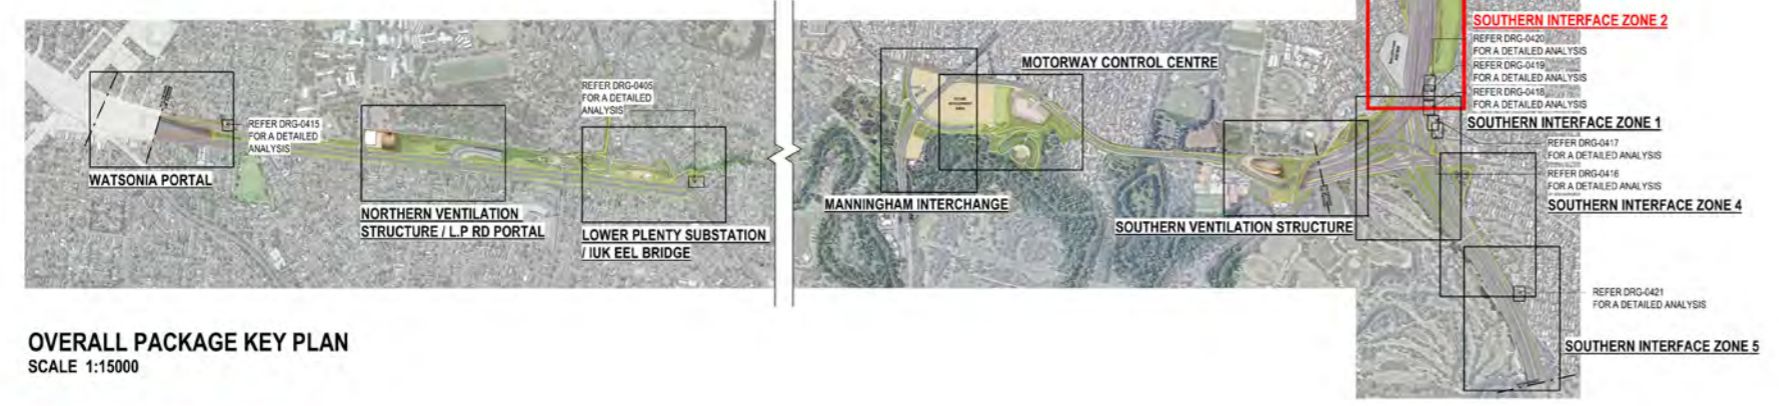 SOUTHERN INTERFACE ZONE 2
REFER DRG-0420
FOR A DETAILED ANALYSIS
REFER DRG-0419
FOR A DETAILED ANALYSIS
REFER DRG-0418
FOR A DETAILED ANALYSIS
SOUTHERN INTERFACE ZONE 1
REFER DRG-0417
FOR A DETAILED ANALYSIS
REFER DRG-0416
FOR A DETAILED ANALYSIS
SOUTHERN INTERFACE ZONE 4
REFER DRG-0421
FOR A DETAILED ANALYSIS
SOUTHERN INTERFACE ZONE 5
MOTORWAY CONTROL CENTRE
MANNINGHAM INTERCHANGE
SOUTHERN VENTILATION STRUCTURE
REFER DRG-0405
FOR A DETAILED
ANALYSIS
LOWER PLENTY SUBSTATION
/ IUK EEL BRIDGE
NORTHERN VENTILATION
STRUCTURE / L.P RD PORTAL
REFER DRG-0415
FOR A DETAILED
ANALYSIS
WATSONIA PORTAL
OVERALL PACKAGE KEY PLAN
SCALE 1:15000